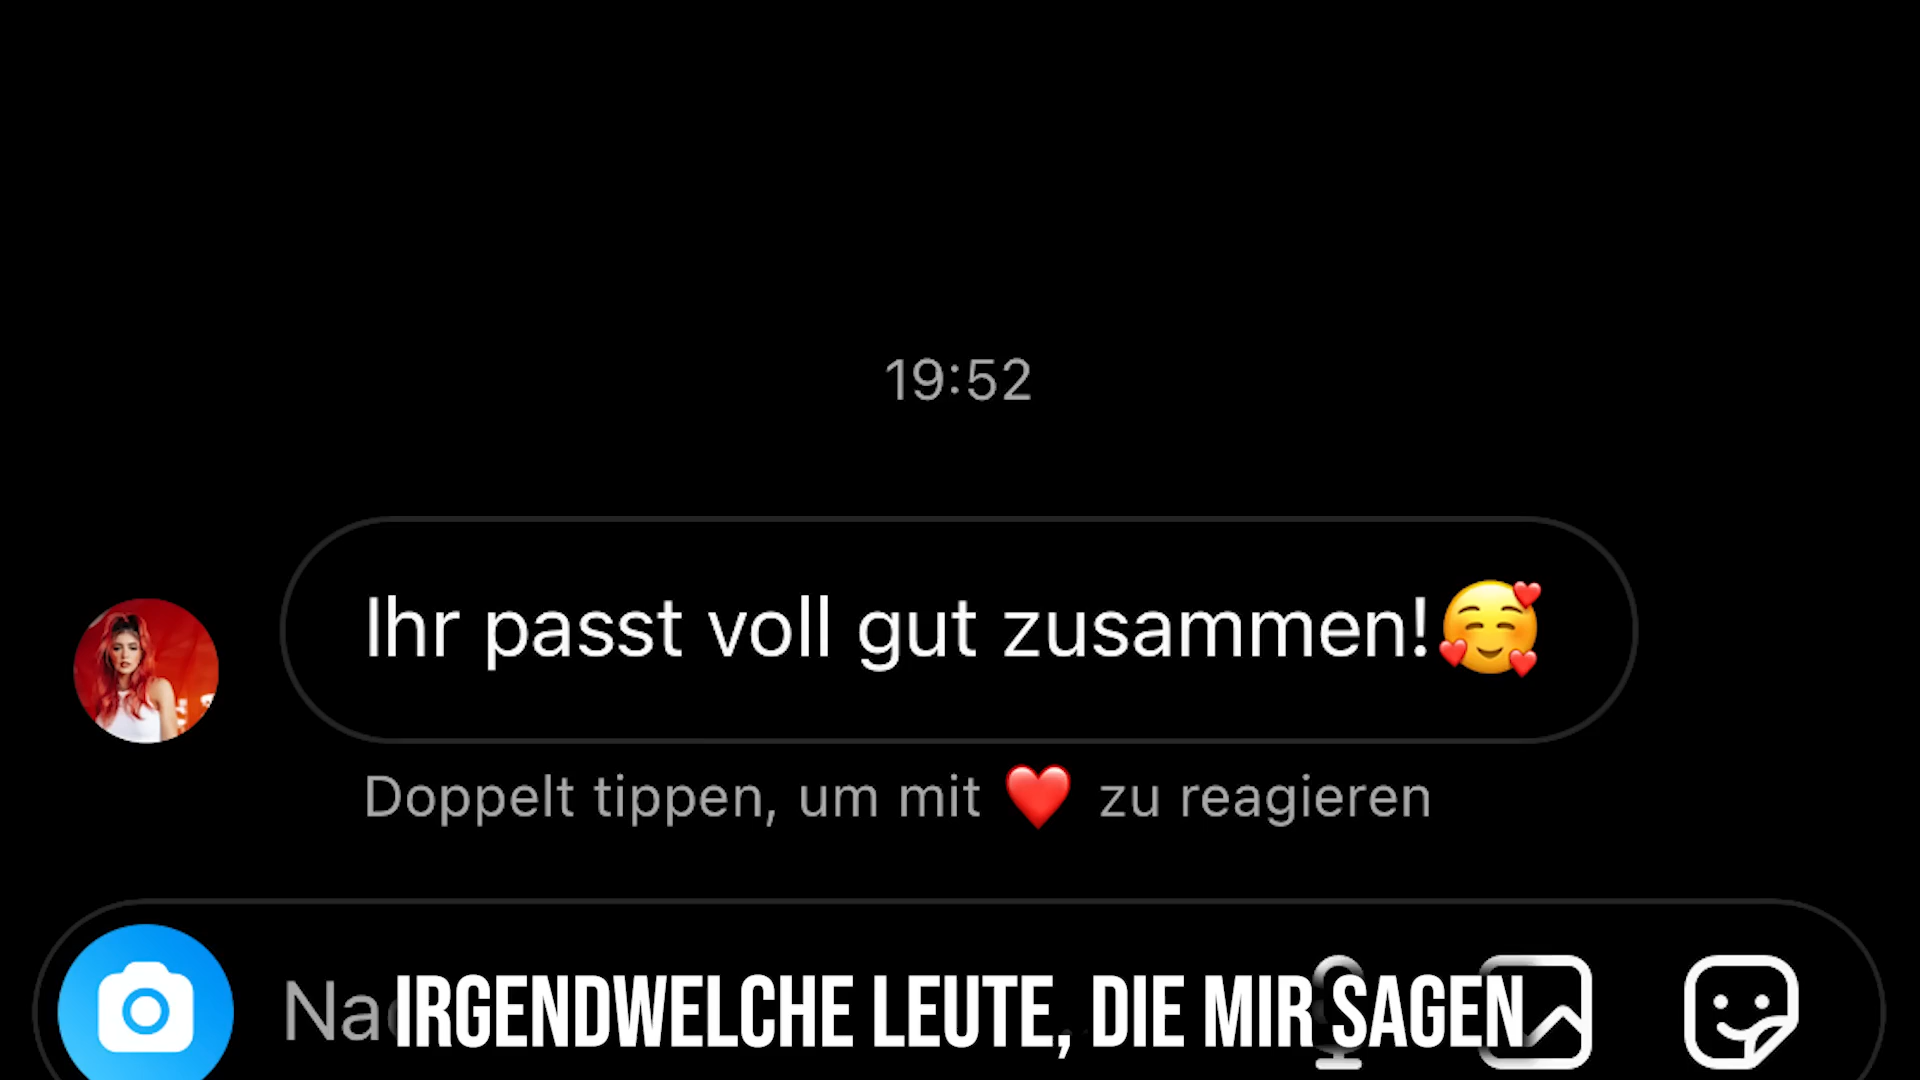 19:52
Ihr passt voll gut zusammen!🥰
Doppelt tippen, um mit ❤️ zu reagieren
IRGENDWELCHE LEUTE, DIE MIR SAGEN